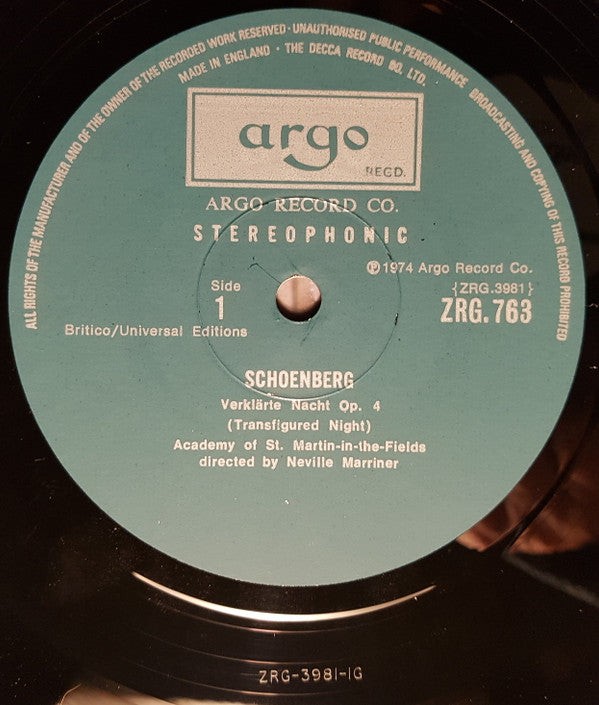 ALL RIGHTS OF THE MANUFACTURER AND OF THE OWNER OF THE RECORDED WORK RESERVED · UNAUTHORISED PUBLIC PERFORMANCE BROADCASTING AND COPYING OF THIS RECORD PROHIBITED
MADE IN ENGLAND · THE DECCA RECORD CO. LTD.
argo
REGD.
ARGO RECORD CO.
STEREOPHONIC
℗1974 Argo Record Co.
Side
1
{ZRG.3981}
ZRG.763
Britico/Universal Editions
SCHOENBERG
Verklärte Nacht Op. 4
(Transfigured Night)
Academy of St. Martin-in-the-Fields
directed by Neville Marriner
ZRG-3981-1G